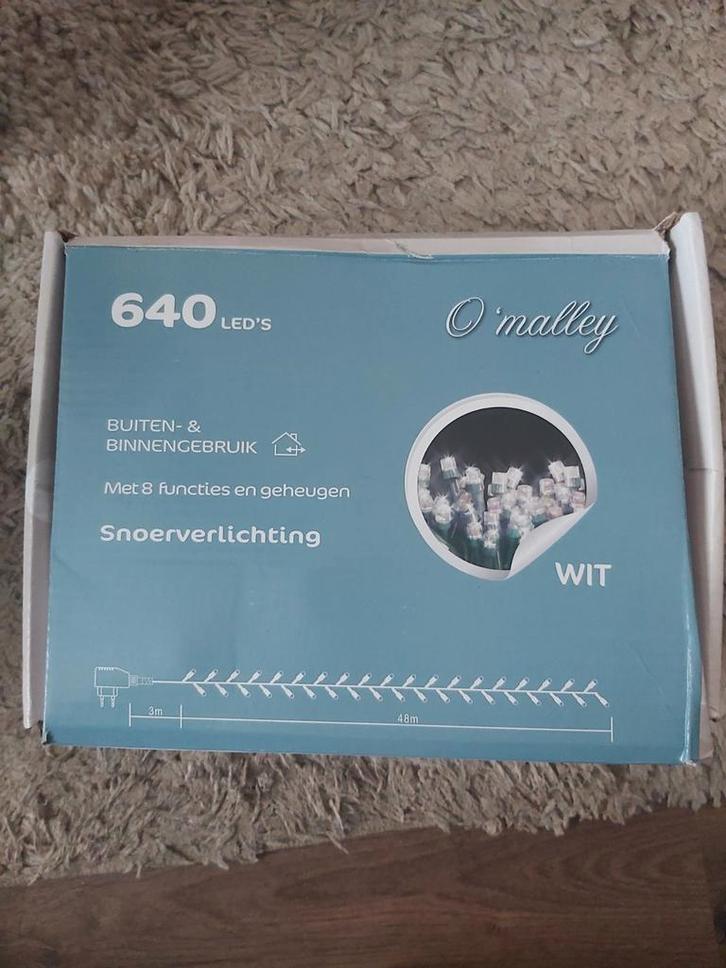 640 LED'S
O'malley
BUITEN- &
BINNENGEBRUIK
Met 8 functies en geheugen
Snoerverlichting
WIT
3m
48m